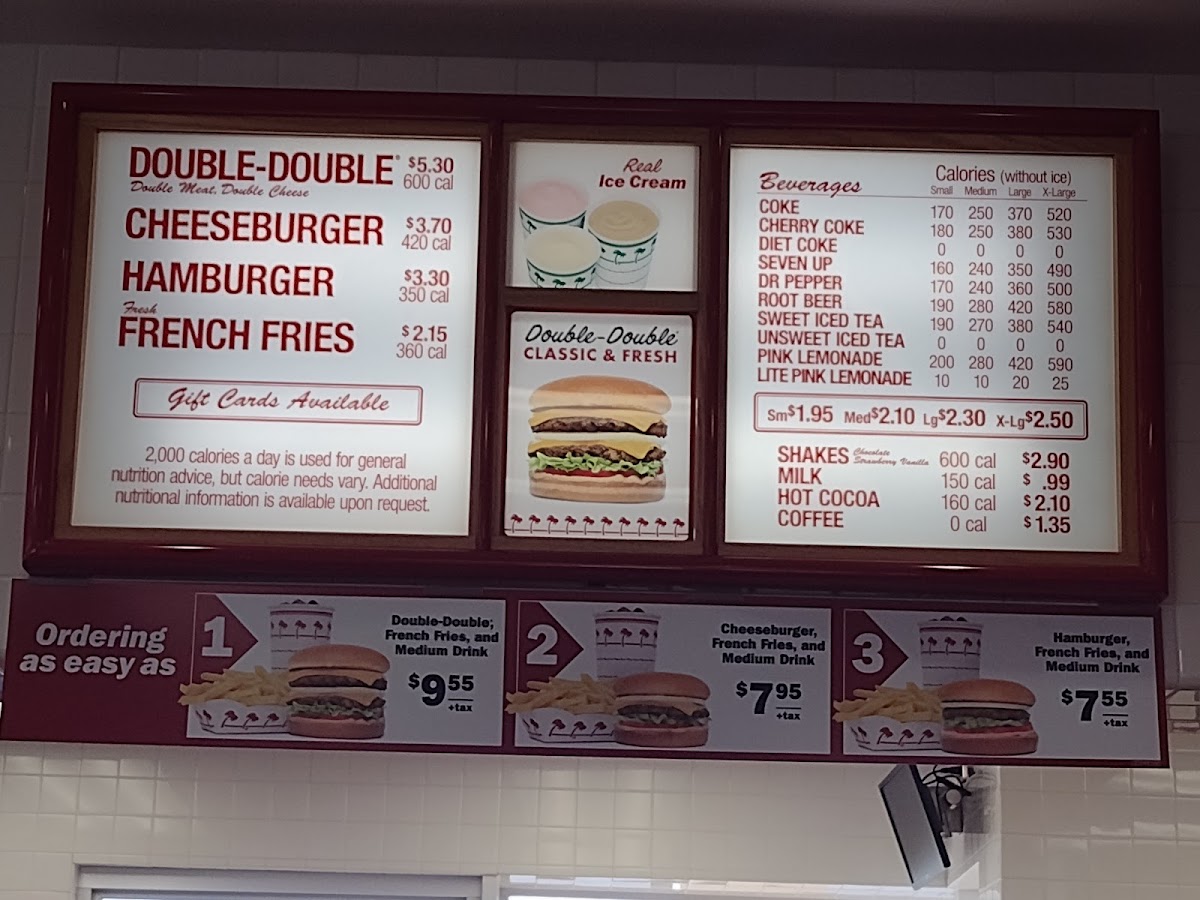 DOUBLE-DOUBLE® $5.30
Double Meat, Double Cheese 600 cal
CHEESEBURGER $3.70
420 cal
HAMBURGER $3.30
350 cal
Fresh
FRENCH FRIES $2.15
360 cal
Gift Cards Available
2,000 calories a day is used for general
nutrition advice, but calorie needs vary. Additional
nutritional information is available upon request.
Real
Ice Cream
Double-Double®
CLASSIC & FRESH
Beverages Calories (without ice)
Small Medium Large X-Large
COKE 170 250 370 520
CHERRY COKE 180 250 380 530
DIET COKE 0 0 0 0
SEVEN UP 160 240 350 490
DR PEPPER 170 240 360 500
ROOT BEER 190 280 420 580
SWEET ICED TEA 190 270 380 540
UNSWEET ICED TEA 0 0 0 0
PINK LEMONADE 200 280 420 590
LITE PINK LEMONADE 10 10 20 25
Sm$1.95 Med$2.10 Lg$2.30 X-Lg$2.50
SHAKES Chocolate Strawberry Vanilla 600 cal $2.90
MILK 150 cal $ .99
HOT COCOA 160 cal $2.10
COFFEE 0 cal $1.35
Ordering
as easy as
1
Double-Double®,
French Fries, and
Medium Drink
$9.55
+tax
2
Cheeseburger,
French Fries, and
Medium Drink
$7.95
+tax
3
Hamburger,
French Fries, and
Medium Drink
$7.55
+tax